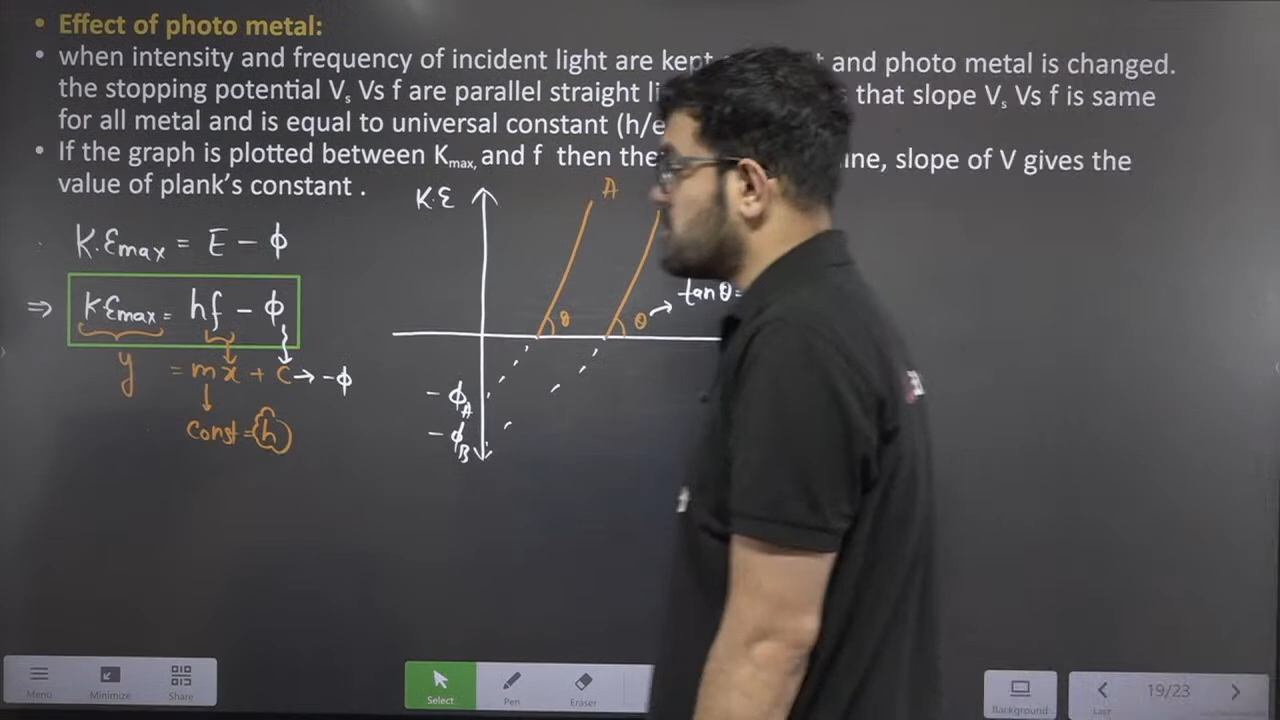 • Effect of photo metal:
• when intensity and frequency of incident light are kept and photo metal is changed.
the stopping potential Vs Vs f are parallel straight that slope Vs Vs f is same
for all metal and is equal to universal constant (h/e
• If the graph is plotted between Kmax, and f then the slope of V gives the
value of plank's constant .
K.E A
K.Emax = E - ϕ
⇒ KEmax = hf - ϕ
θ θ → tanθ=
y = mx + c → -ϕ
const = h
-ϕA
-ϕB
Menu Minimize Share Select Pen Eraser Background 19/23